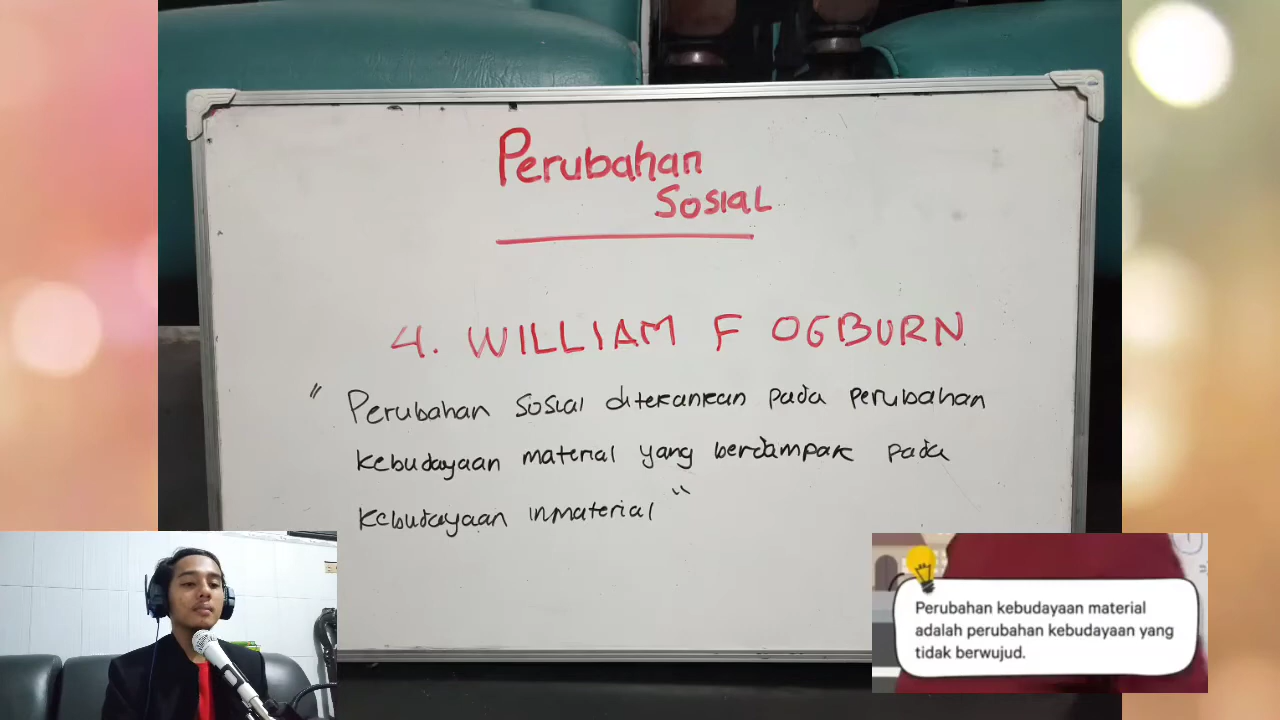 Perubahan
Sosial
4. WILLIAM F OGBURN
"Perubahan sosial ditekankan pada perubahan
kebudayaan material yang berdampak pada
kebudayaan inmaterial"
Perubahan kebudayaan material
adalah perubahan kebudayaan yang
tidak berwujud.